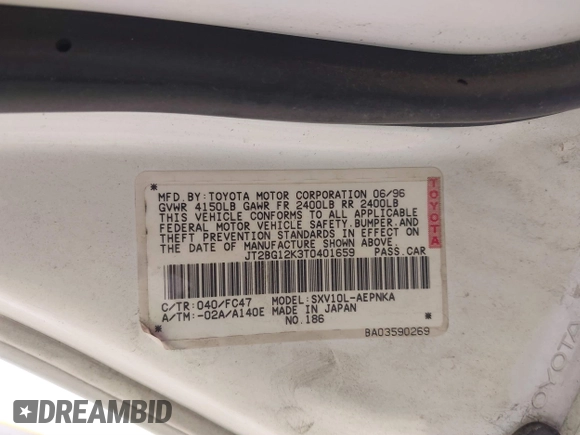 MFD.BY:TOYOTA MOTOR CORPORATION 06/96
GVWR 4150LB GAWR FR 2400LB RR 2400LB
THIS VEHICLE CONFORMS TO ALL APPLICABLE
FEDERAL MOTOR VEHICLE SAFETY,BUMPER,AND
THEFT PREVENTION STANDARDS IN EFFECT ON
THE DATE OF MANUFACTURE SHOWN ABOVE.
JT2BG12K3T0401659 PASS.CAR
TOYOTA
C/TR:040/FC47 MODEL:SXV10L-AEPNKA
A/TM:-02A/A140E MADE IN JAPAN
NO.186
BA03590269
TOYOTA
DREAMBID